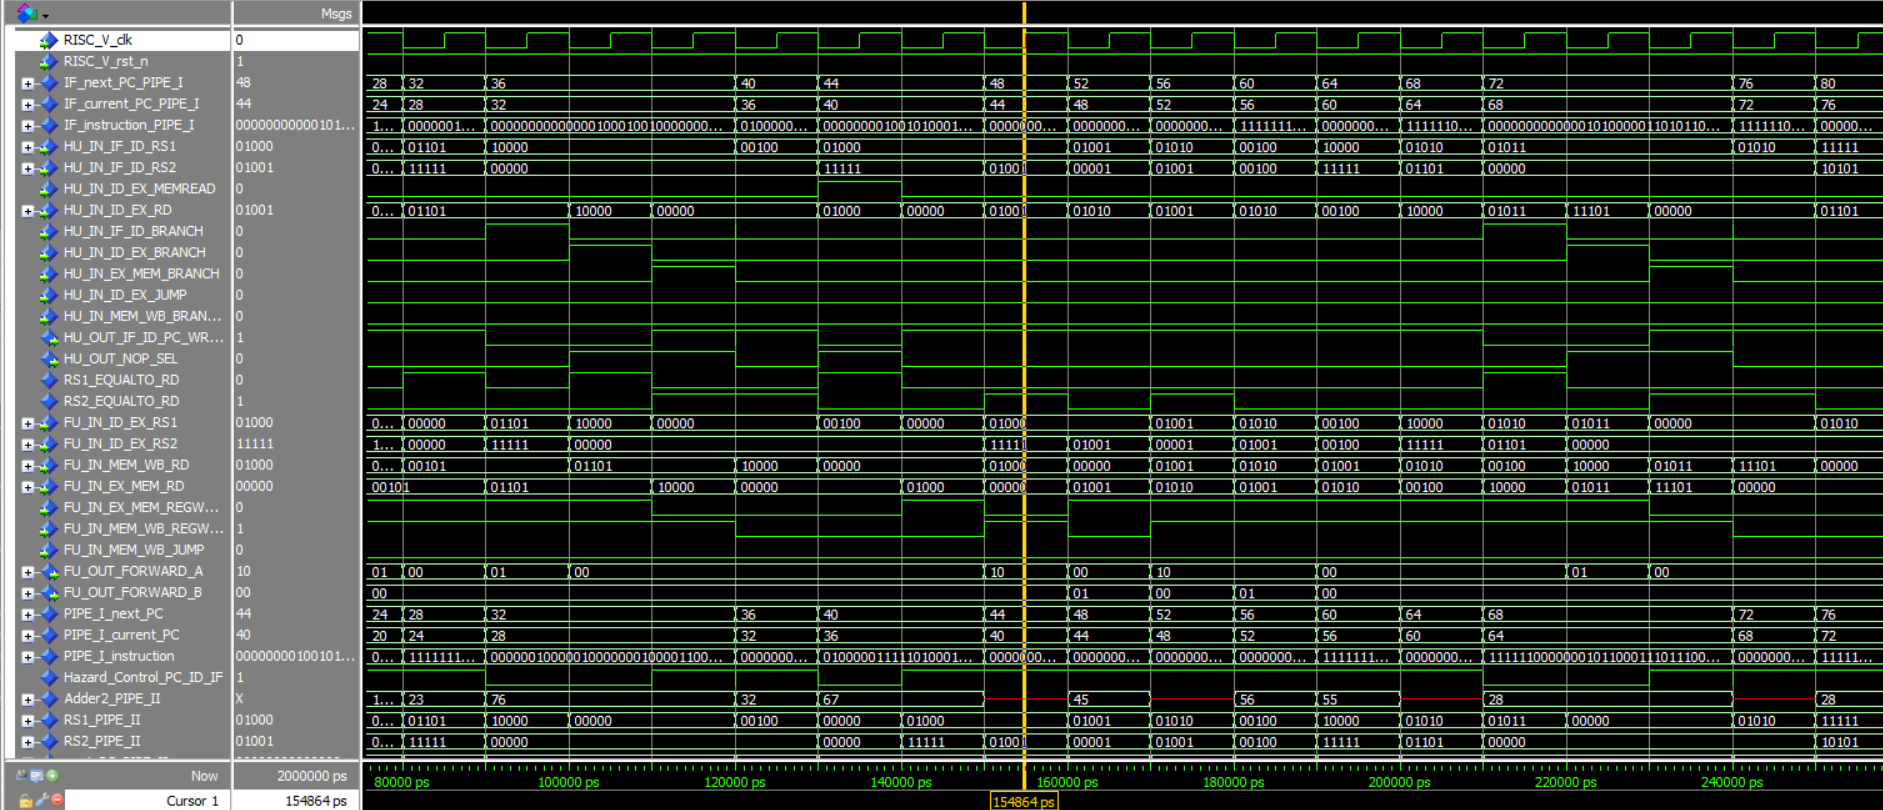 Msgs
RISC_V_clk 0
RISC_V_rst_n 1
IF_next_PC_PIPE_I 48 28 32 36 40 44 48 52 56 60 64 68 72 76 80
IF_current_PC_PIPE_I 44 24 28 32 36 40 44 48 52 56 60 64 68 72 76
IF_instruction_PIPE_I 00000000000101... 1... 0000001... 0000000000000100010010000000... 0100000... 00000000100101001... 0000000... 0000000... 0000000... 1111111... 0000000... 1111110... 00000000000001010000110101110... 1111110... 00000...
HU_IN_IF_ID_RS1 01000 0... 01101 10000 00100 01000 01001 01010 00100 10000 01010 01011 01010 11111
HU_IN_IF_ID_RS2 01001 0... 11111 00000 11111 01001 00001 01001 00100 11111 01101 00000 10101
HU_IN_ID_EX_MEMREAD 0
HU_IN_ID_EX_RD 01001 0... 01101 10000 00000 01000 00000 01001 01010 01001 01010 00100 10000 01011 11101 00000 01101
HU_IN_IF_ID_BRANCH 0
HU_IN_ID_EX_BRANCH 0
HU_IN_EX_MEM_BRANCH 0
HU_IN_ID_EX_JUMP 0
HU_IN_MEM_WB_BRAN... 0
HU_OUT_IF_ID_PC_WR... 1
HU_OUT_NOP_SEL 0
RS1_EQUALTO_RD 0
RS2_EQUALTO_RD 1
FU_IN_ID_EX_RS1 01000 0... 00000 01101 10000 00000 00100 00000 01000 01001 01010 00100 10000 01010 01011 00000 01010
FU_IN_ID_EX_RS2 11111 1... 00000 11111 00000 11111 01001 00001 01001 00100 11111 01101 00000
FU_IN_MEM_WB_RD 01000 0... 00101 01101 10000 00000 01000 00000 01001 01010 01001 01010 00100 10000 01011 11101 00000
FU_IN_EX_MEM_RD 00000 00101 01101 10000 00000 01000 00000 01001 01010 01001 01010 00100 10000 01011 11101 00000
FU_IN_EX_MEM_REGW... 0
FU_IN_MEM_WB_REGW... 1
FU_IN_MEM_WB_JUMP 0
FU_OUT_FORWARD_A 10 01 00 01 00 10 00 10 00 01 00
FU_OUT_FORWARD_B 00 00 01 00 01 00
PIPE_I_next_PC 44 24 28 32 36 40 44 48 52 56 60 64 68 72 76
PIPE_I_current_PC 40 20 24 28 32 36 40 44 48 52 56 60 64 68 72
PIPE_I_instruction 00000000100101... 1... 1111111... 00000010000010000000100001100... 0000000... 01000001111101001... 0000000... 0000000... 0000000... 0000000... 1111111... 0000000... 11111100000001011000111011100... 0000000... 11111...
Hazard_Control_PC_ID_IF 1
Adder2_PIPE_II X 1... 23 76 32 67 45 56 55 28 28
RS1_PIPE_II 01000 0... 01101 10000 00000 00100 00000 01000 01001 01010 00100 10000 01010 01011 00000 01010 11111
RS2_PIPE_II 01001 0... 11111 00000 00000 11111 01001 00001 01001 00100 11111 01101 00000 10101
Now 2000000 ps 80000 ps 100000 ps 120000 ps 140000 ps 160000 ps 180000 ps 200000 ps 220000 ps 240000 ps
Cursor 1 154864 ps 154864 ps